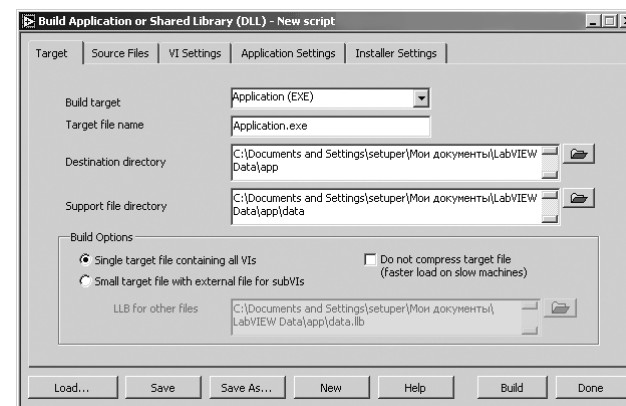 Build Application or Shared Library (DLL) - New script
Target Source Files VI Settings Application Settings Installer Settings
Build target Application (EXE)
Target file name Application.exe
Destination directory C:\Documents and Settings\setuper\Мои документы\LabVIEW
Data\app
Support file directory C:\Documents and Settings\setuper\Мои документы\LabVIEW
Data\app\data
Build Options
Single target file containing all VIs
Do not compress target file
(faster load on slow machines)
Small target file with external file for subVIs
LLB for other files C:\Documents and Settings\setuper\Мои документы\
LabVIEW Data\app\data.llb
Load... Save Save As... New Help Build Done